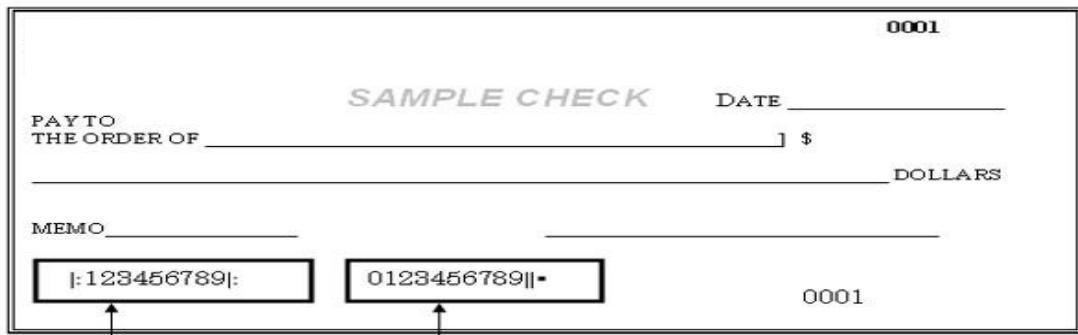 0001
SAMPLE CHECK DATE
PAY TO
THE ORDER OF ] $
DOLLARS
MEMO
|:123456789|: 0123456789||▪ 0001